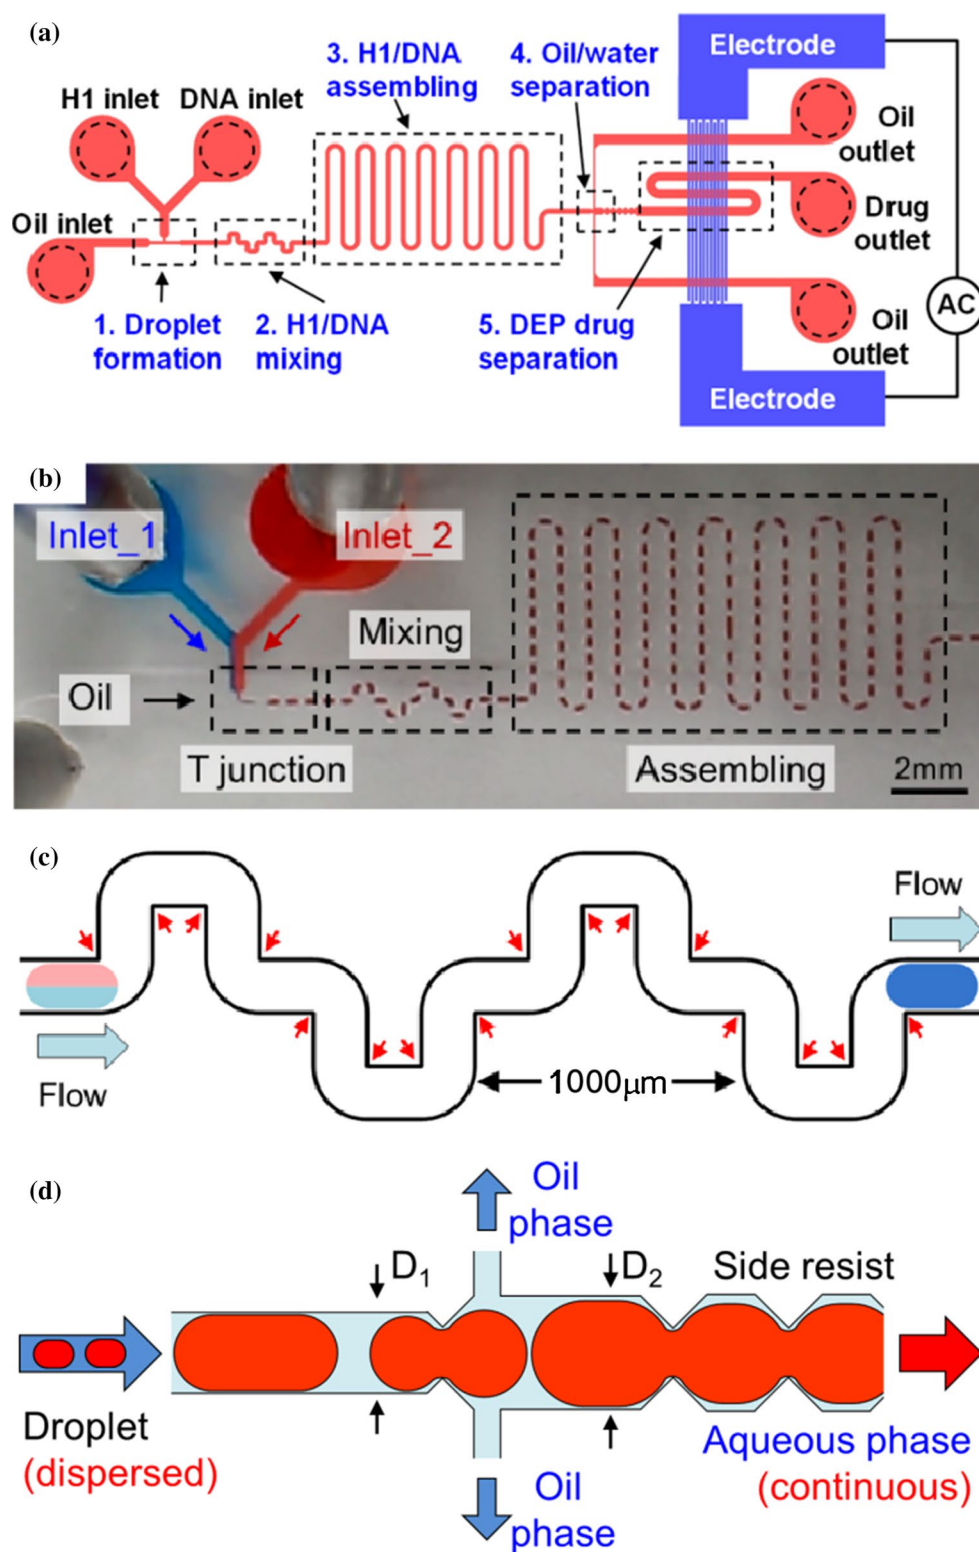 (a)
3. H1/DNA
assembling
4. Oil/water
separation
Electrode
H1 inlet
DNA inlet
Oil
outlet
Oil inlet
Drug
outlet
1. Droplet
formation
2. H1/DNA
mixing
5. DEP drug
separation
Oil
outlet
AC
Electrode
(b)
Inlet_1
Inlet_2
Mixing
Oil
T junction
Assembling
2mm
(c)
Flow
Flow
1000μm
(d)
Oil
phase
D1
D2
Side resist
Droplet
(dispersed)
Oil
phase
Aqueous phase
(continuous)